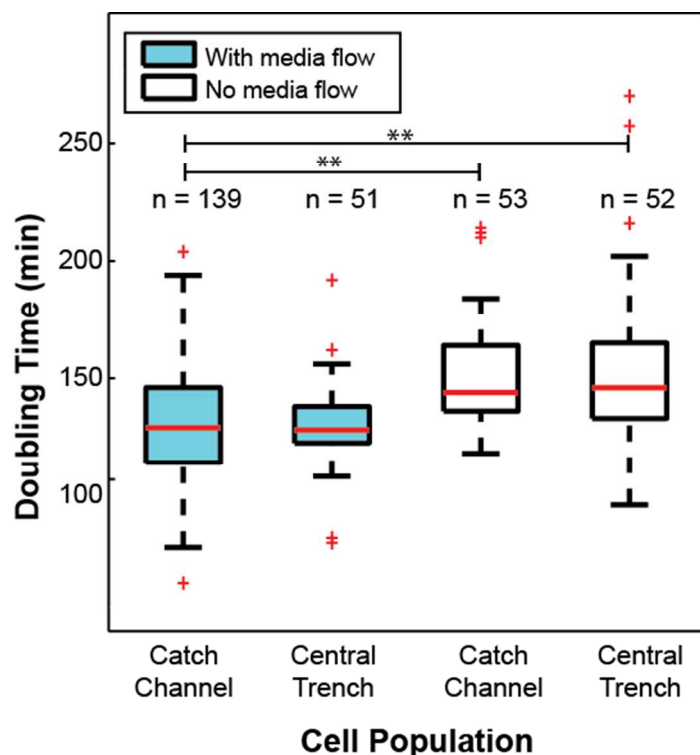 With media flow
No media flow
**
**
n = 139 n = 51 n = 53 n = 52
250
200
150
100
Doubling Time (min)
Catch Channel
Central Trench
Catch Channel
Central Trench
Cell Population